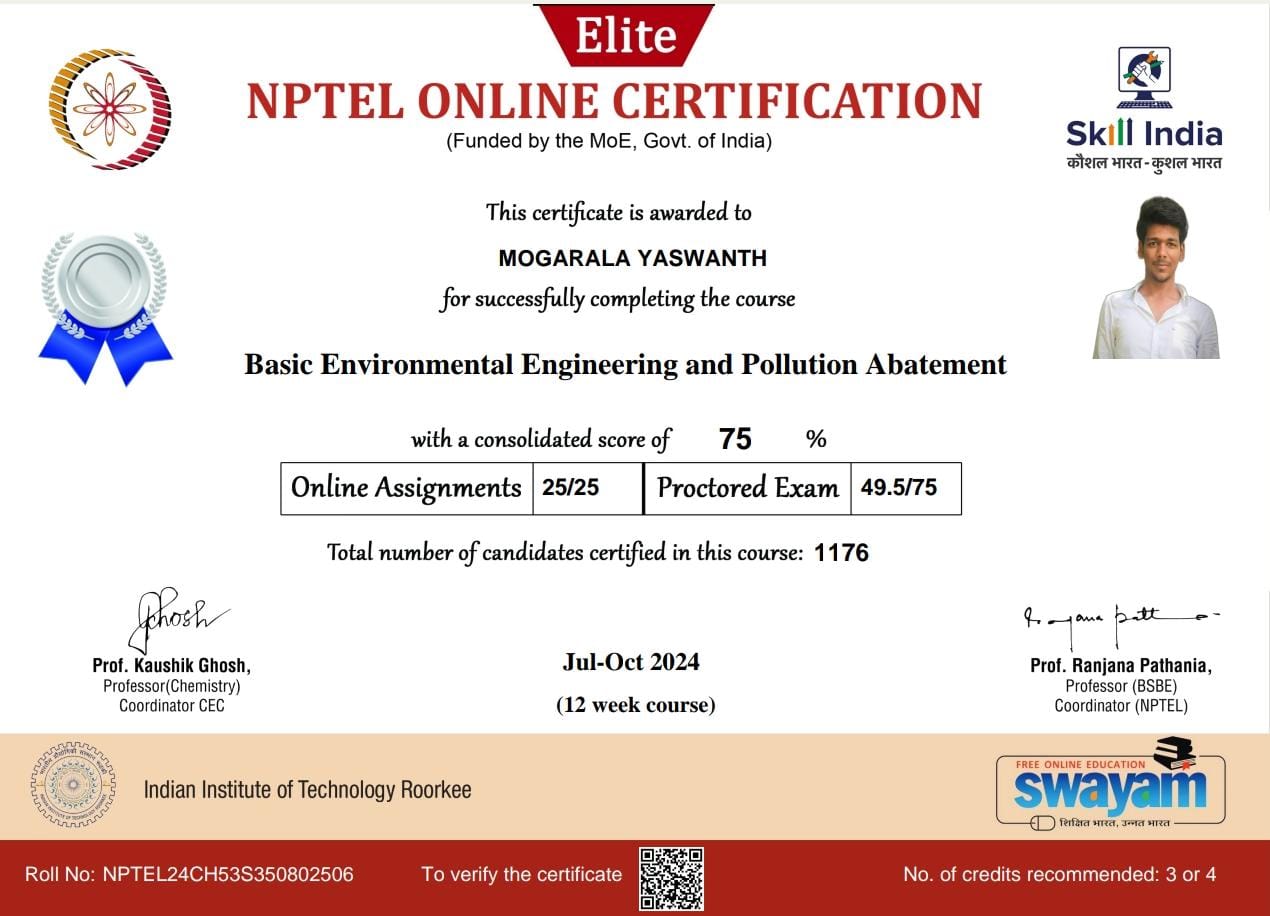 Elite
NPTEL ONLINE CERTIFICATION
(Funded by the MoE, Govt. of India)
Skill India
कौशल भारत - कुशल भारत
This certificate is awarded to
MOGARALA YASWANTH
for successfully completing the course
Basic Environmental Engineering and Pollution Abatement
with a consolidated score of 75 %
Online Assignments 25/25 Proctored Exam 49.5/75
Total number of candidates certified in this course: 1176
Ghosh
Prof. Kaushik Ghosh,
Professor(Chemistry)
Coordinator CEC
Jul-Oct 2024
(12 week course)
Prof. Ranjana Pathania,
Professor (BSBE)
Coordinator (NPTEL)
Indian Institute of Technology Roorkee
FREE ONLINE EDUCATION
swayam
शिक्षित भारत, उन्नत भारत
Roll No: NPTEL24CH53S350802506
To verify the certificate
No. of credits recommended: 3 or 4